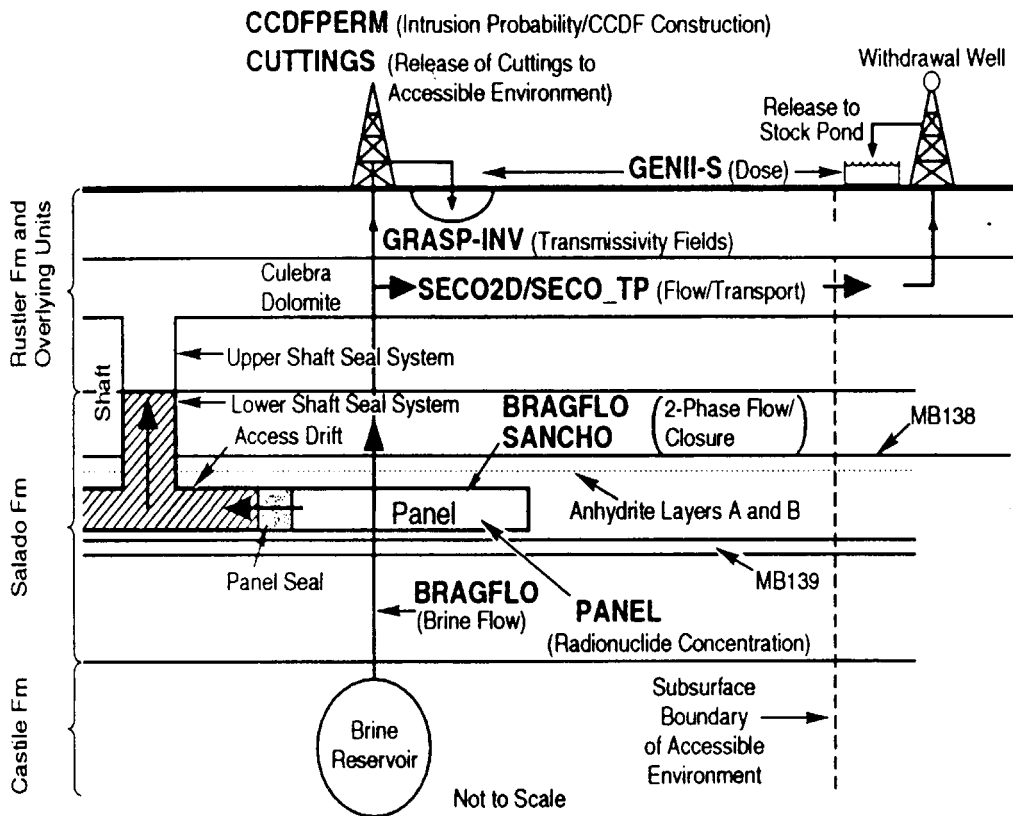 CCDFPERM (Intrusion Probability/CCDF Construction)
CUTTINGS (Release of Cuttings to
Accessible Environment)
Withdrawal Well
Release to
Stock Pond
GENII-S (Dose)
Rustler Fm and
Overlying Units
GRASP-INV (Transmissivity Fields)
Culebra
Dolomite
SECO2D/SECO_TP (Flow/Transport)
Shaft
Upper Shaft Seal System
Lower Shaft Seal System
Access Drift
BRAGFLO
SANCHO
(2-Phase Flow/
Closure)
MB138
Salado Fm
Panel
Anhydrite Layers A and B
Panel Seal
MB139
BRAGFLO
(Brine Flow)
PANEL
(Radionuclide Concentration)
Castile Fm
Brine
Reservoir
Subsurface
Boundary
of Accessible
Environment
Not to Scale